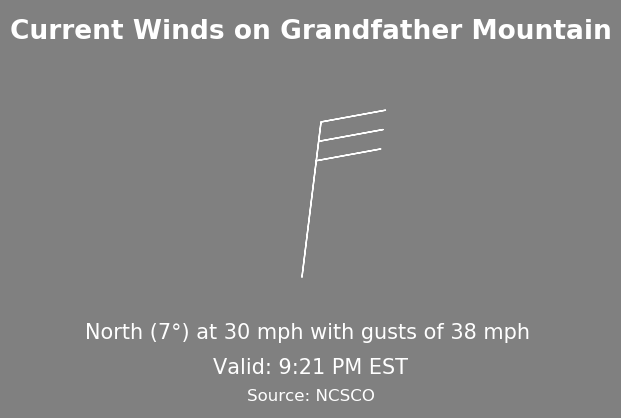 Current Winds on Grandfather Mountain
North (7°) at 30 mph with gusts of 38 mph
Valid: 9:21 PM EST
Source: NCSCO